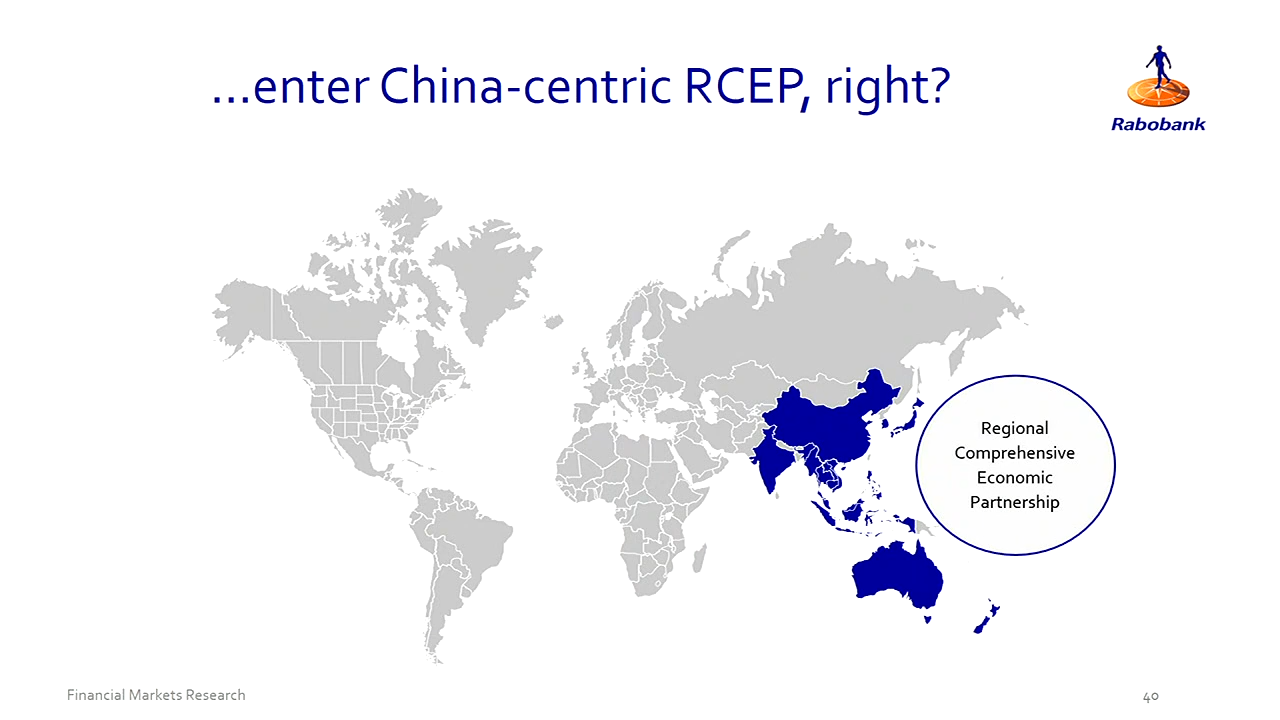 ...enter China-centric RCEP, right?
Rabobank
Regional
Comprehensive
Economic
Partnership
Financial Markets Research
40